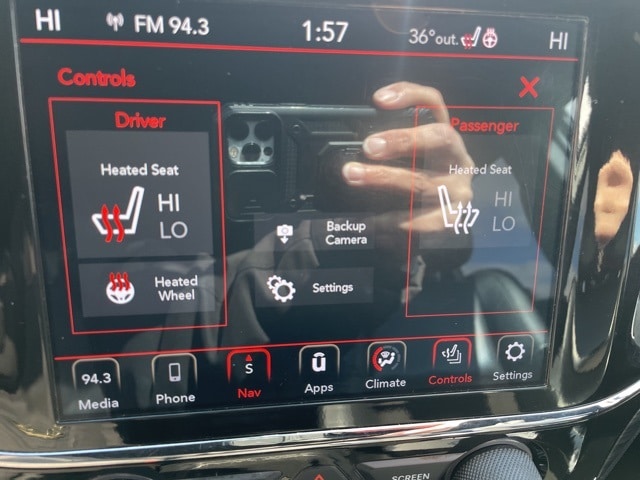 HI FM 94.3 1:57 36° out. HI
Controls
Driver
Passenger
Heated Seat
HI
LO
Heated Wheel
Backup Camera
Settings
Heated Seat
HI
LO
94.3 S
Media Phone Nav Apps Climate Controls Settings
SCREEN